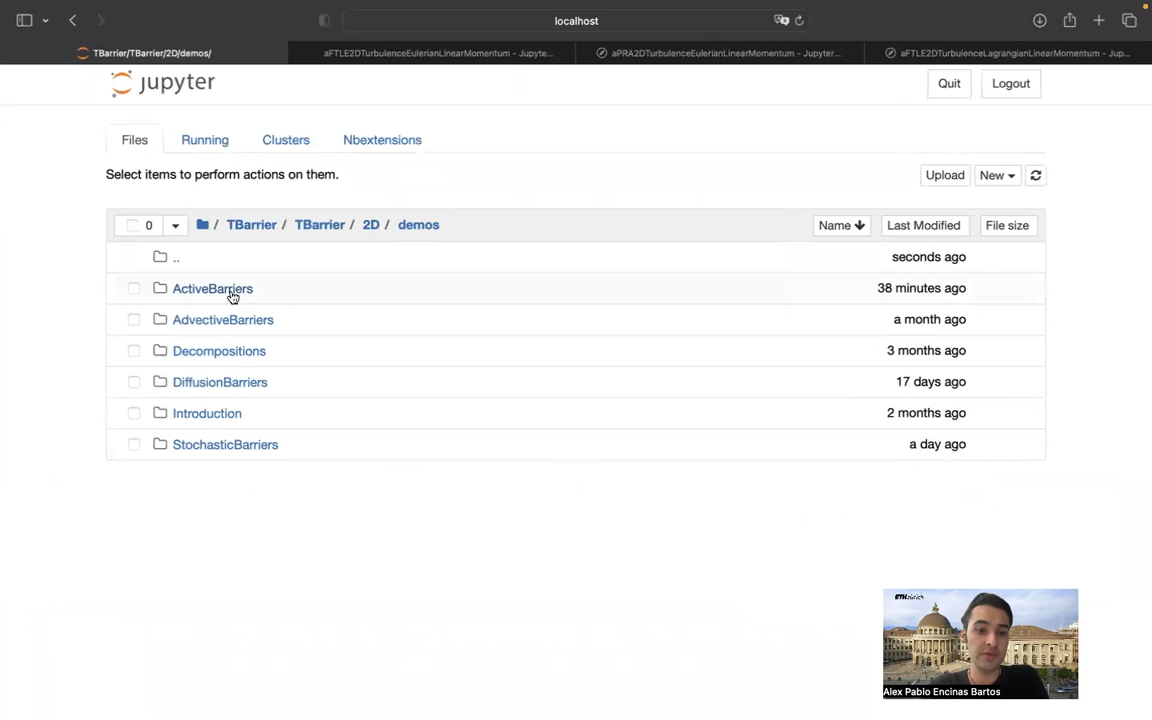 localhost
TBarrier/TBarrier/2D/demos/
aFTLE2DTurbulenceEulerianLinearMomentum - Jupyte...
aPRA2DTurbulenceEulerianLinearMomentum - Jupyter...
aFTLE2DTurbulenceLagrangianLinearMomentum - Jup...
jupyter
Quit Logout
Files Running Clusters Nbextensions
Select items to perform actions on them.
Upload New
0 / TBarrier / TBarrier / 2D / demos Name Last Modified File size
.. seconds ago
ActiveBarriers 38 minutes ago
AdvectiveBarriers a month ago
Decompositions 3 months ago
DiffusionBarriers 17 days ago
Introduction 2 months ago
StochasticBarriers a day ago
ETH zürich
Alex Pablo Encinas Bartos